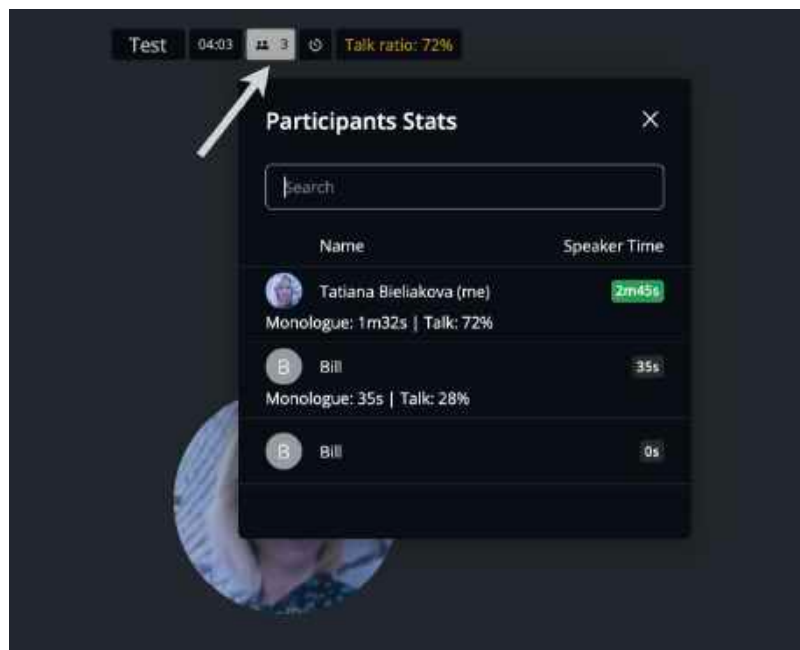 Test 04:03 3 Talk ratio: 72%
Participants Stats
Search
Name Speaker Time
Tatiana Bieliakova (me) 2m45s
Monologue: 1m32s | Talk: 72%
B Bill 35s
Monologue: 35s | Talk: 28%
B Bill 0s